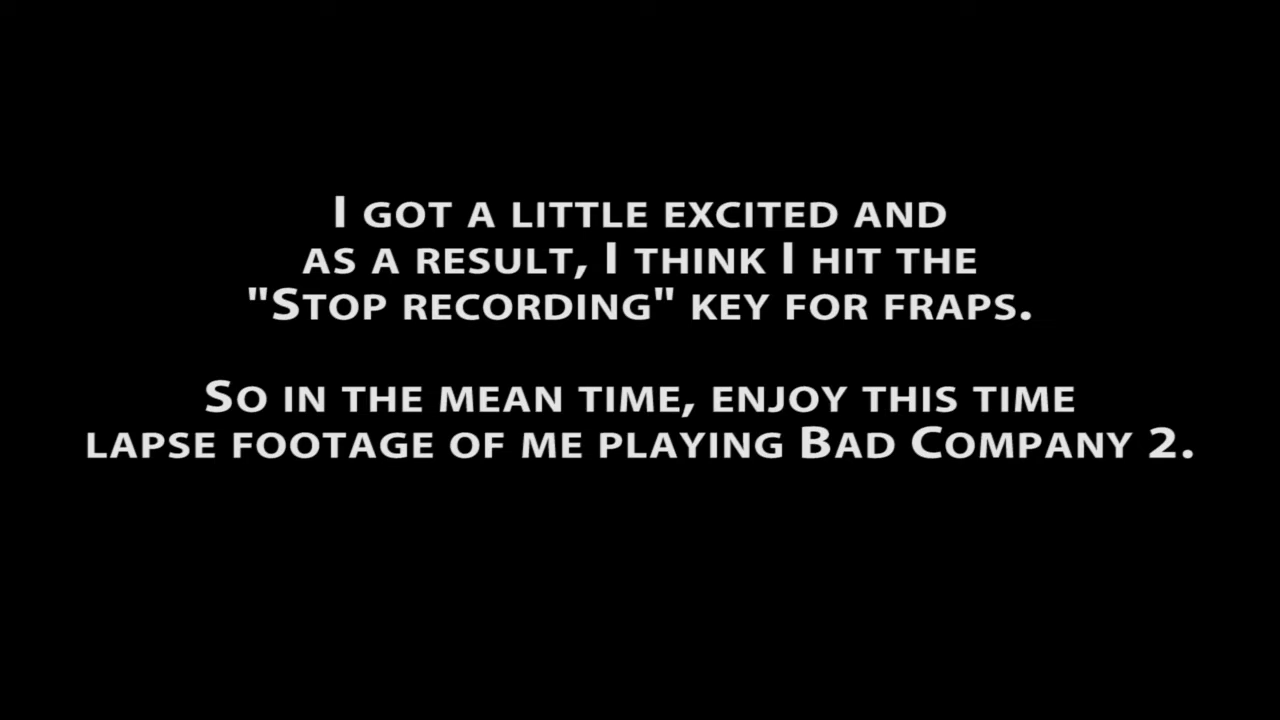 I got a little excited and
as a result, I think I hit the
"Stop recording" key for fraps.
So in the mean time, enjoy this time
lapse footage of me playing Bad Company 2.